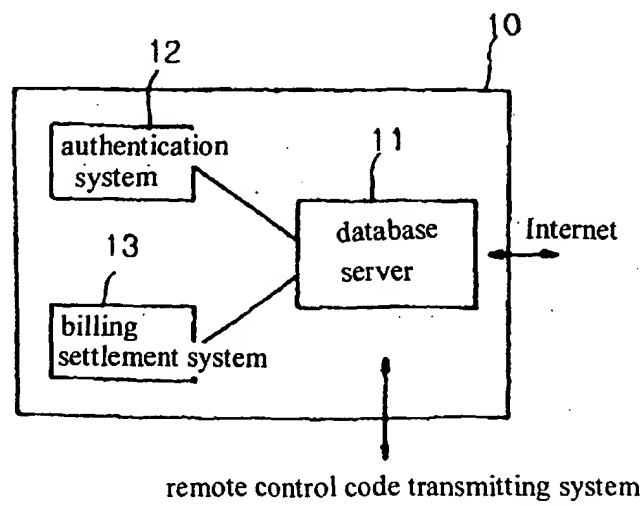 10
12
authentication
system
11
database
server
Internet
13
billing
settlement system
remote control code transmitting system